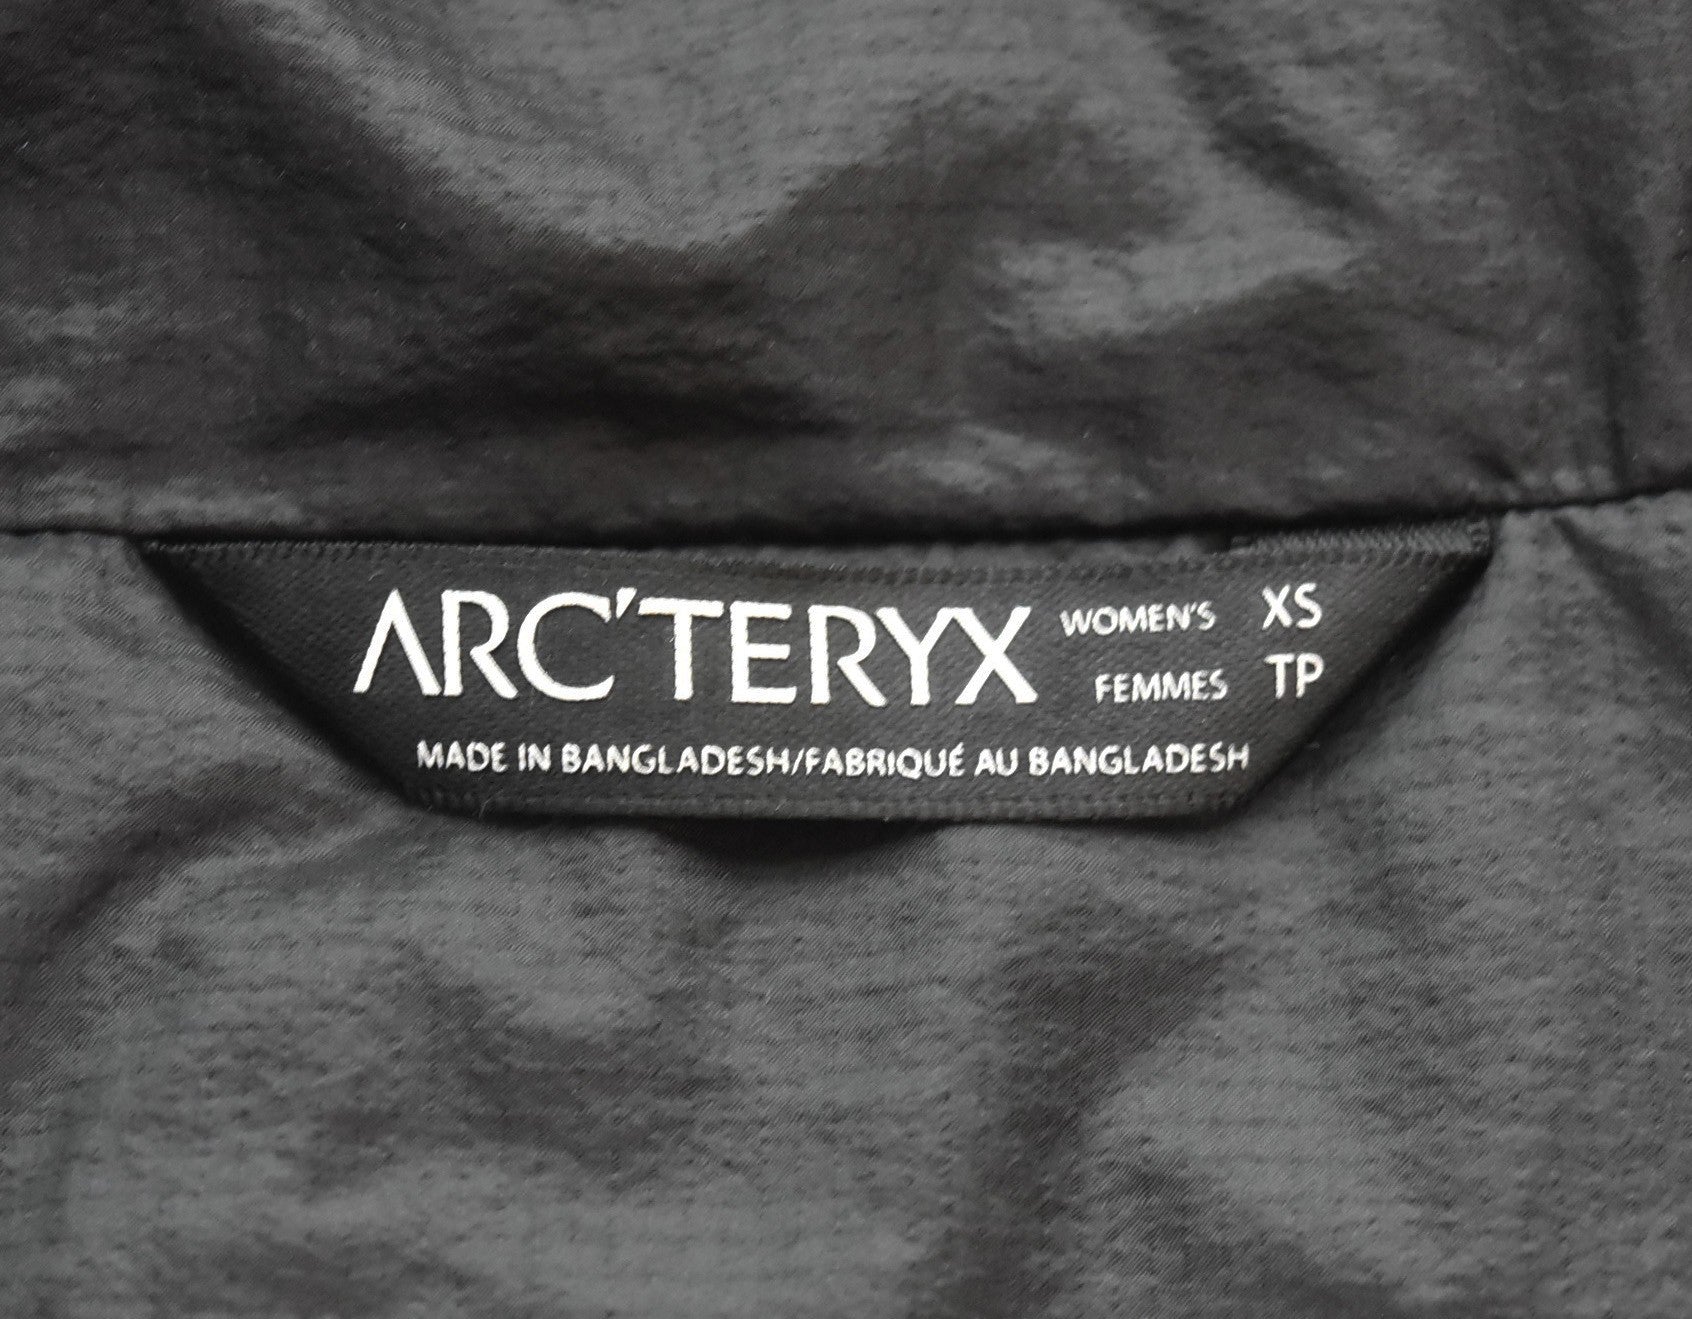 ARC'TERYX WOMEN'S XS
FEMMES TP
MADE IN BANGLADESH/FABRIQUÉ AU BANGLADESH